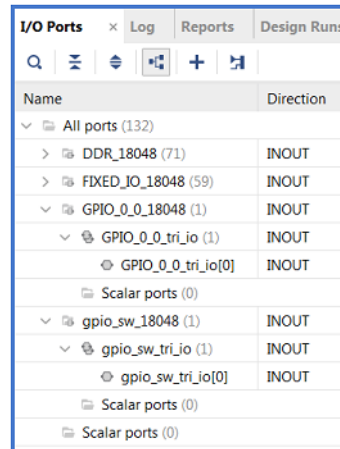 I/O Ports × Log Reports Design Runs
Name Direction
All ports (132)
DDR_18048 (71) INOUT
FIXED_IO_18048 (59) INOUT
GPIO_0_0_18048 (1) INOUT
GPIO_0_0_tri_io (1) INOUT
GPIO_0_0_tri_io[0] INOUT
Scalar ports (0)
gpio_sw_18048 (1) INOUT
gpio_sw_tri_io (1) INOUT
gpio_sw_tri_io[0] INOUT
Scalar ports (0)
Scalar ports (0)